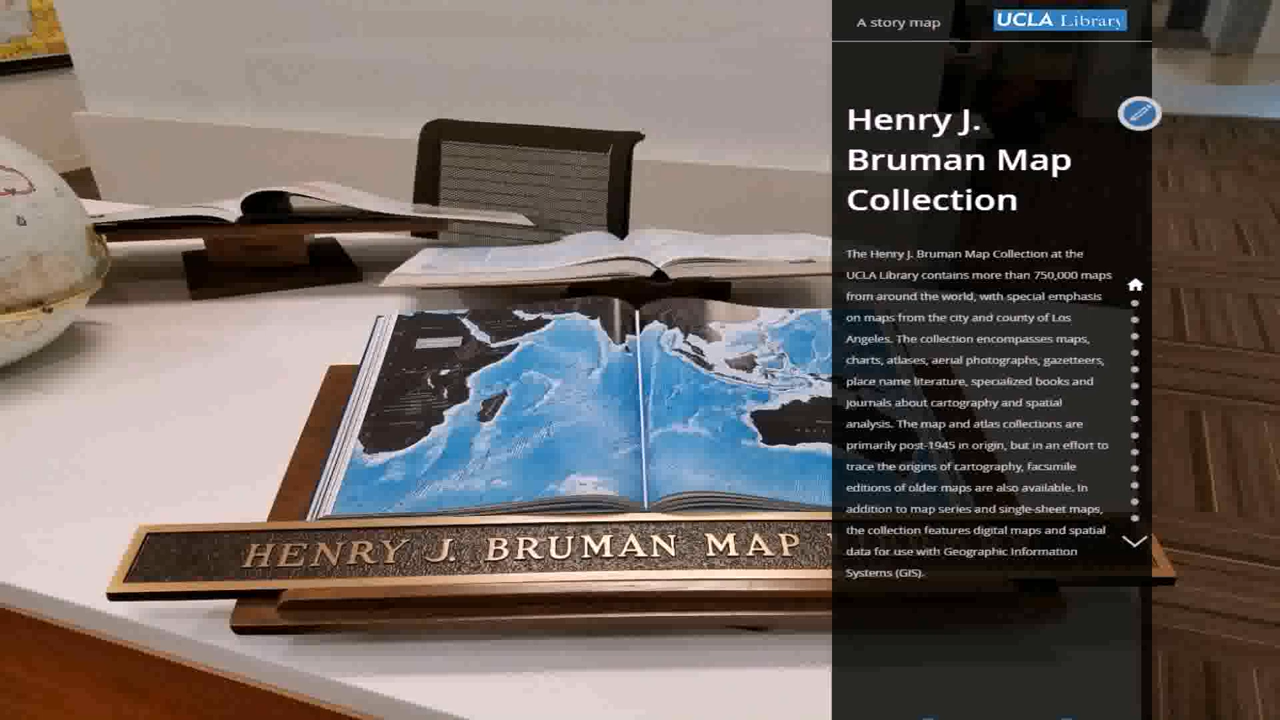 A story map
UCLA Library
Henry J.
Bruman Map
Collection
The Henry J. Bruman Map Collection at the
UCLA Library contains more than 750,000 maps
from around the world, with special emphasis
on maps from the city and county of Los
Angeles. The collection encompasses maps,
charts, atlases, aerial photographs, gazetteers,
place name literature, specialized books and
journals about cartography and spatial
analysis. The map and atlas collections are
primarily post-1945 in origin, but in an effort to
trace the origins of cartography, facsimile
editions of older maps are also available. In
addition to map series and single-sheet maps,
the collection features digital maps and spatial
data for use with Geographic Information
Systems (GIS).
HENRY J. BRUMAN MAP